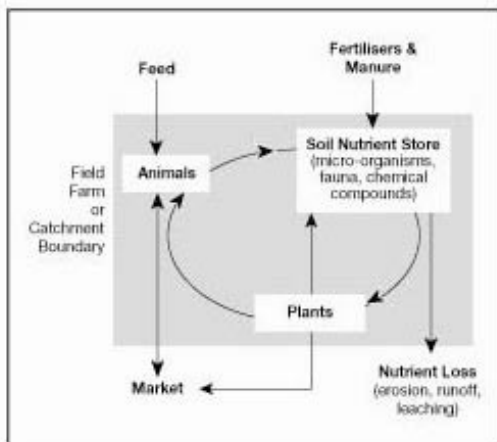 Feed
Fertilisers &
Manure
Field
Farm
or
Catchment
Boundary
Animals
Soil Nutrient Store
(micro-organisms,
fauna, chemical
compounds)
Plants
Market
Nutrient Loss
(erosion, runoff,
leaching)